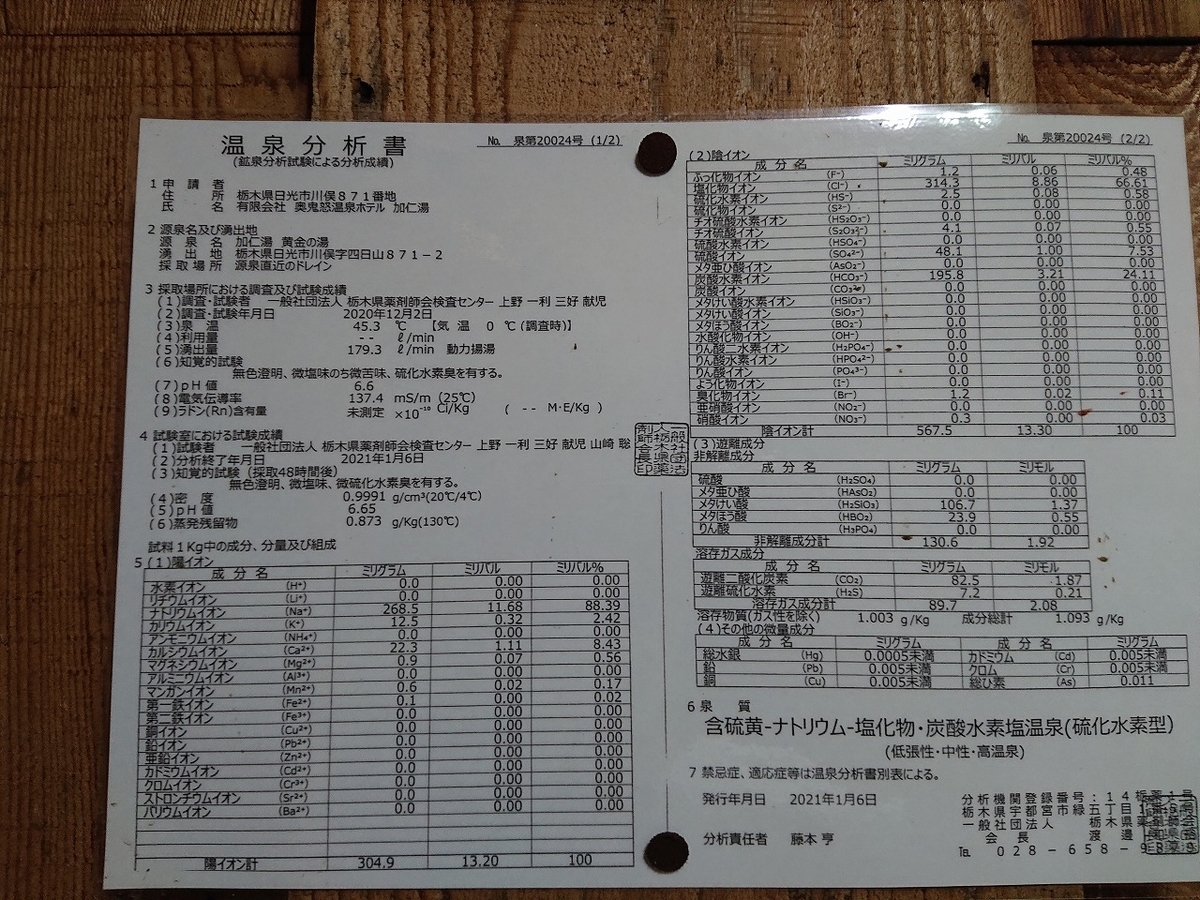 温泉分析書
(鉱泉分析試験による分析成績)
No. 泉第20024号 (1/2)
1 申請者
住所 栃木県日光市川俣871番地
氏名 有限会社 奥鬼怒温泉ホテル 加仁湯
2 源泉名及び湧出地
源泉名 加仁湯 黄金の湯
湧出地 栃木県日光市川俣字四日山871-2
採取場所 源泉直近のドレイン
3 採取場所における調査及び試験成績
(1)調査・試験者 一般社団法人 栃木県薬剤師会検査センター 上野 一利 三好 献児
(2)調査・試験年月日 2020年12月2日
(3)泉温 45.3 ℃ 【気温 0 ℃(調査時)】
(4)利用量 -- ℓ/min
(5)湧出量 179.3 ℓ/min 動力揚湯
(6)知覚的試験
無色澄明、微塩味のち微苦味、硫化水素臭を有する。
(7)pH値 6.6
(8)電気伝導率 137.4 mS/m (25℃)
(9)ラドン(Rn)含有量 未測定 ×10⁻¹⁰ Ci/Kg ( -- M・E/Kg )
4 試験室における試験成績
(1)試験者 一般社団法人 栃木県薬剤師会検査センター 上野 一利 三好 献児 山崎 聡
(2)分析終了年月日 2021年1月6日
(3)知覚的試験(採取48時間後)
無色澄明、微塩味、微硫化水素臭を有する。
(4)密度 0.9991 g/cm³(20℃/4℃)
(5)pH値 6.65
(6)蒸発残留物 0.873 g/Kg(130℃)
試料1Kg中の成分、分量及び組成
5 (1)陽イオン
成分名 ミリグラム ミリバル ミリバル%
水素イオン (H⁺) 0.0 0.00 0.00
リチウムイオン (Li⁺) 0.0 0.00 0.00
ナトリウムイオン (Na⁺) 268.5 11.68 88.39
カリウムイオン (K⁺) 12.5 0.32 2.42
アンモニウムイオン (NH₄⁺) 0.0 0.00 0.00
カルシウムイオン (Ca²⁺) 22.3 1.11 8.43
マグネシウムイオン (Mg²⁺) 0.9 0.07 0.56
アルミニウムイオン (Al³⁺) 0.0 0.00 0.00
マンガンイオン (Mn²⁺) 0.6 0.02 0.17
第一鉄イオン (Fe²⁺) 0.1 0.00 0.02
第二鉄イオン (Fe³⁺) 0.0 0.00 0.00
銅イオン (Cu²⁺) 0.0 0.00 0.00
鉛イオン (Pb²⁺) 0.0 0.00 0.00
亜鉛イオン (Zn²⁺) 0.0 0.00 0.00
カドミウムイオン (Cd²⁺) 0.0 0.00 0.00
クロムイオン (Cr³⁺) 0.0 0.00 0.00
ストロンチウムイオン (Sr²⁺) 0.0 0.00 0.00
バリウムイオン (Ba²⁺) 0.0 0.00 0.00
陽イオン計 304.9 13.20 100
No. 泉第20024号 (2/2)
(2)陰イオン
成分名 ミリグラム ミリバル ミリバル%
ふっ化物イオン (F⁻) 1.2 0.06 0.48
塩化物イオン (Cl⁻) 314.3 8.86 66.61
硫化水素イオン (HS⁻) 2.5 0.08 0.58
硫化物イオン (S²⁻) 0.0 0.00 0.00
チオ硫酸水素イオン (HS₂O₃⁻) 0.0 0.00 0.00
チオ硫酸イオン (S₂O₃²⁻) 4.1 0.07 0.55
硫酸水素イオン (HSO₄⁻) 0.0 0.00 0.00
硫酸イオン (SO₄²⁻) 48.1 1.00 7.53
メタ亜ひ酸イオン (AsO₂⁻) 0.0 0.00 0.00
炭酸水素イオン (HCO₃⁻) 195.8 3.21 24.11
炭酸イオン (CO₃²⁻) 0.0 0.00 0.00
メタけい酸水素イオン (HSiO₃⁻) 0.0 0.00 0.00
メタけい酸イオン (SiO₃²⁻) 0.0 0.00 0.00
メタほう酸イオン (BO₂⁻) 0.0 0.00 0.00
水酸化物イオン (OH⁻) 0.0 0.00 0.00
りん酸二水素イオン (H₂PO₄⁻) 0.0 0.00 0.00
りん酸水素イオン (HPO₄²⁻) 0.0 0.00 0.00
りん酸イオン (PO₄³⁻) 0.0 0.00 0.00
よう化物イオン (I⁻) 0.0 0.00 0.00
臭化物イオン (Br⁻) 1.2 0.02 0.11
亜硝酸イオン (NO₂⁻) 0.0 0.00 0.00
硝酸イオン (NO₃⁻) 0.3 0.00 0.03
陰イオン計 567.5 13.30 100
(3)遊離成分
非解離成分
成分名 ミリグラム ミリモル
硫酸 (H₂SO₄) 0.0 0.00
メタ亜ひ酸 (HAsO₂) 0.0 0.00
メタけい酸 (H₂SiO₃) 106.7 1.37
メタほう酸 (HBO₂) 23.9 0.55
りん酸 (H₃PO₄) 0.0 0.00
非解離成分計 130.6 1.92
溶存ガス成分
成分名 ミリグラム ミリモル
遊離二酸化炭素 (CO₂) 82.5 1.87
遊離硫化水素 (H₂S) 7.2 0.21
溶存ガス成分計 89.7 2.08
溶存物質(ガス性を除く) 1.003 g/Kg 成分総計 1.093 g/Kg
(4)その他の微量成分
成分名 ミリグラム 成分名 ミリグラム
総水銀 (Hg) 0.0005未満 カドミウム (Cd) 0.005未満
鉛 (Pb) 0.005未満 クロム (Cr) 0.005未満
銅 (Cu) 0.005未満 総ひ素 (As) 0.011
6 泉質
含硫黄-ナトリウム-塩化物・炭酸水素塩温泉(硫化水素型)
(低張性・中性・高温泉)
7 禁忌症、適応症等は温泉分析書別表による。
発行年月日 2021年1月6日
分析責任者 藤本 亨
分析機関登録番号:14栃薬1号
栃木県宇都宮市緑五丁目
一般社団法人 栃木県薬
会長 渡邊
℡ 028-658-9